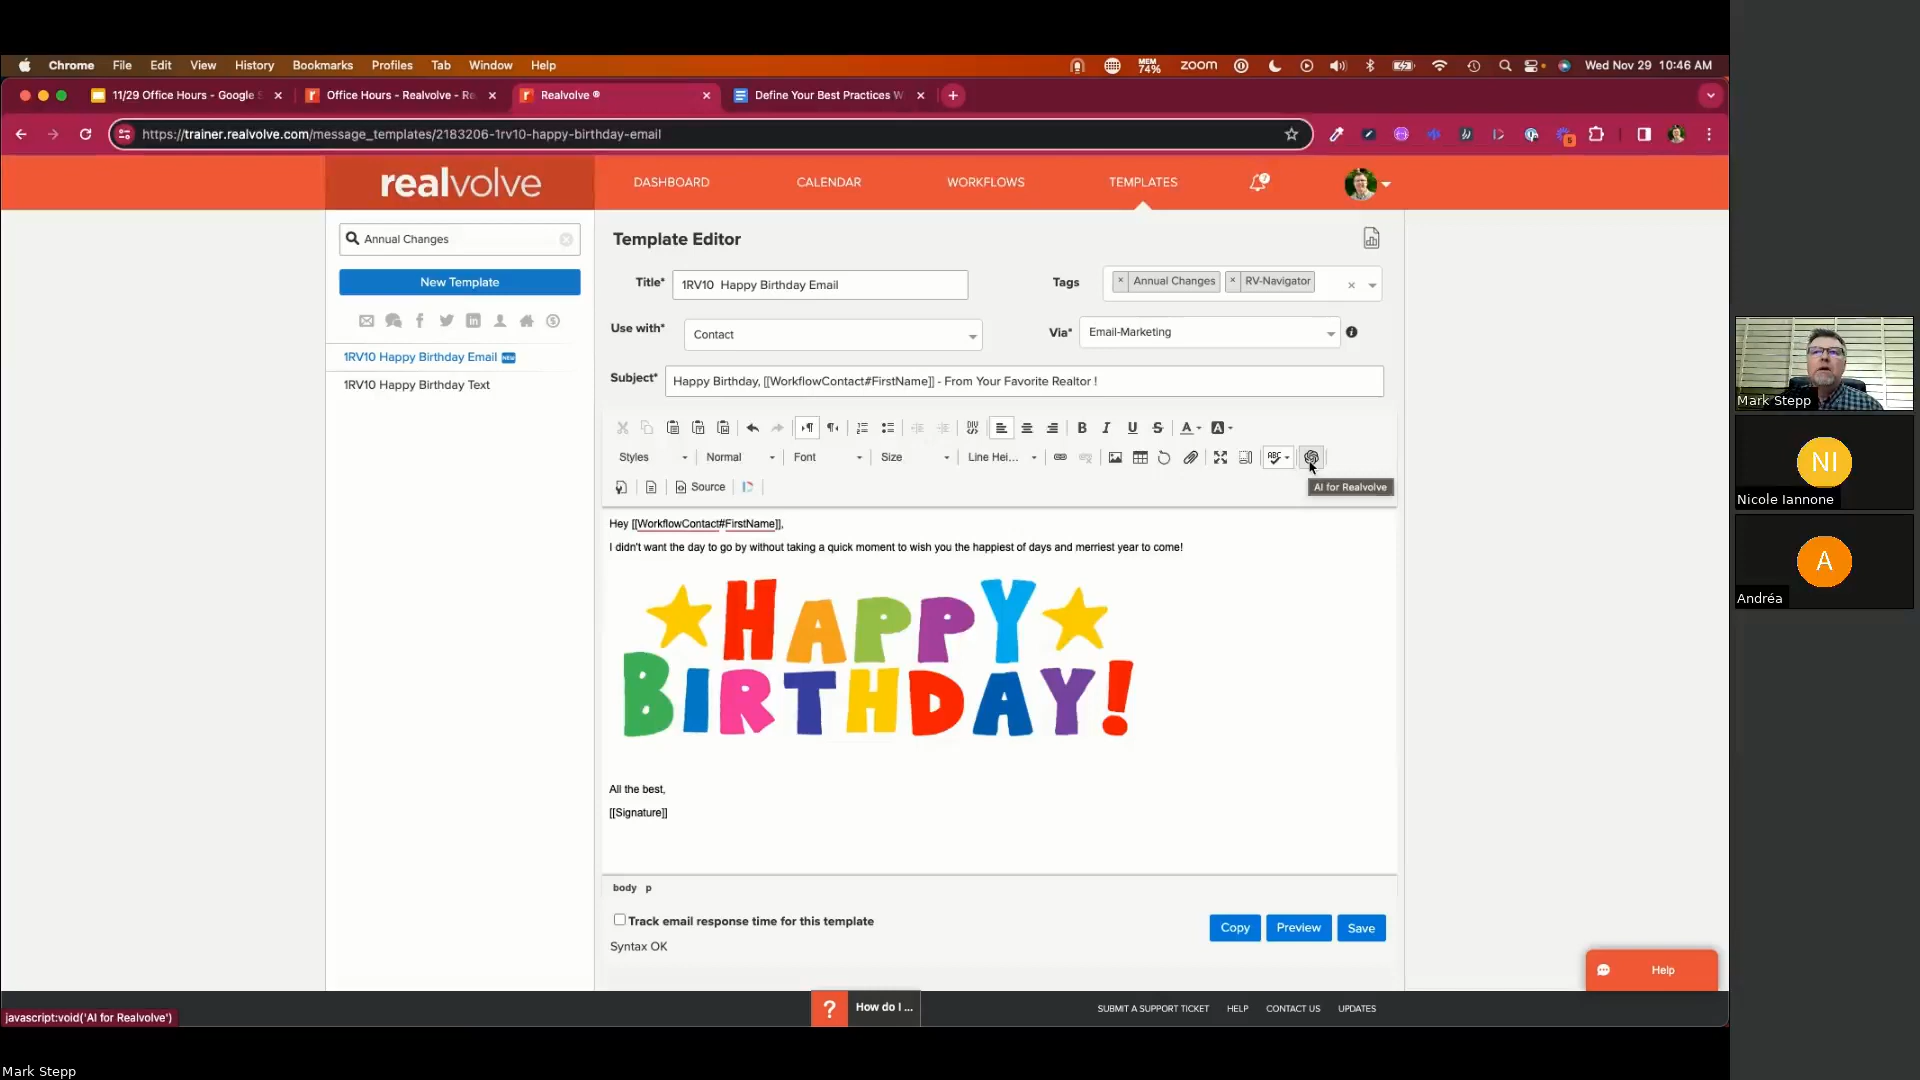 Chrome File Edit View History Bookmarks Profiles Tab Window Help
MEM 74% zoom Wed Nov 29 10:46 AM
11/29 Office Hours - Google S
Office Hours - Realvolve - Re
Realvolve ®
Define Your Best Practices W
https://trainer.realvolve.com/message_templates/2183206-1rv10-happy-birthday-email
5
realvolve
DASHBOARD CALENDAR WORKFLOWS TEMPLATES
7
Annual Changes
New Template
1RV10 Happy Birthday Email NEW
1RV10 Happy Birthday Text
Template Editor
Title* 1RV10 Happy Birthday Email
Tags × Annual Changes × RV-Navigator ×
Use with* Contact
Via* Email-Marketing
Subject* Happy Birthday, [[WorkflowContact#FirstName]] - From Your Favorite Realtor !
DIV B I U S A A
Styles Normal Font Size Line Hei... ABC
Source
AI for Realvolve
Hey [[WorkflowContact#FirstName]],
I didn't want the day to go by without taking a quick moment to wish you the happiest of days and merriest year to come!
HAPPY
BIRTHDAY!
All the best,
[[Signature]]
body p
Track email response time for this template
Syntax OK
Copy Preview Save
Help
? How do I ...
SUBMIT A SUPPORT TICKET HELP CONTACT US UPDATES
javascript:void('AI for Realvolve')
Mark Stepp
Mark Stepp
NI
Nicole Iannone
A
Andréa